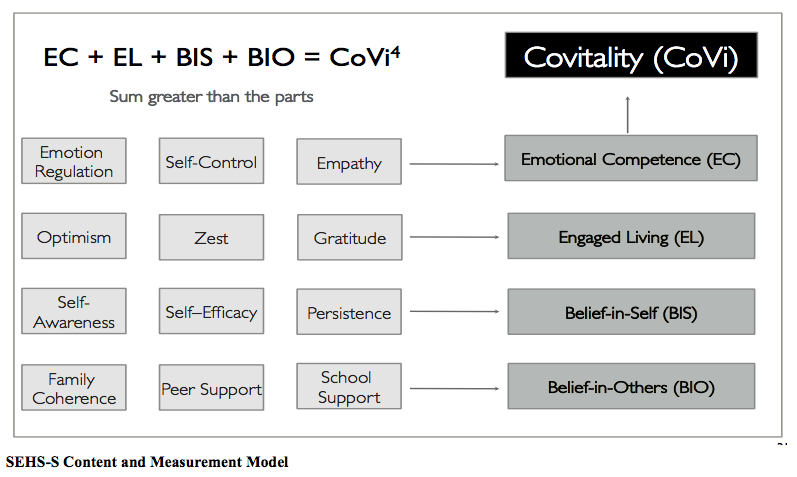 EC + EL + BIS + BIO = CoVi⁴
Sum greater than the parts
Covitality (CoVi)
Emotion
Regulation
Self-Control
Empathy
Emotional Competence (EC)
Optimism
Zest
Gratitude
Engaged Living (EL)
Self-
Awareness
Self–Efficacy
Persistence
Belief-in-Self (BIS)
Family
Coherence
Peer Support
School
Support
Belief-in-Others (BIO)
SEHS-S Content and Measurement Model